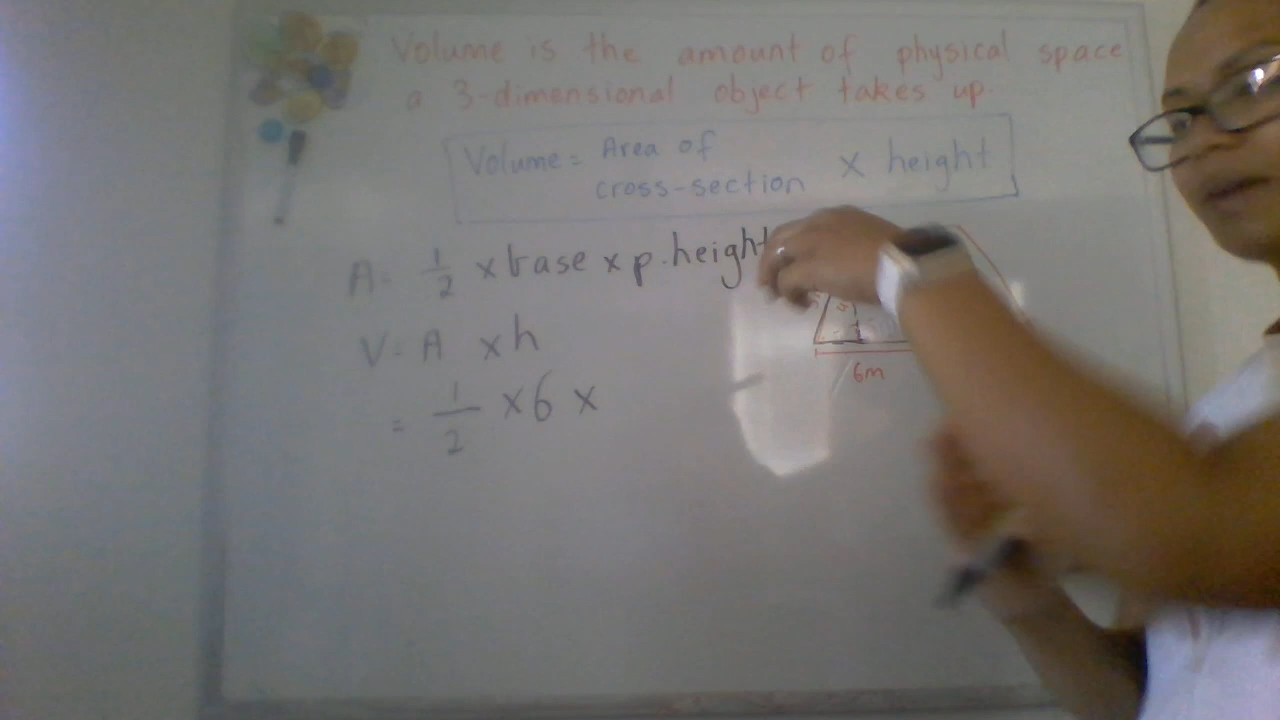 Volume is the amount of physical space
a 3-dimensional object takes up.
Volume = Area of cross-section x height
A = 1/2 x base x p. height
V = A x h
= 1/2 x 6 x
6m